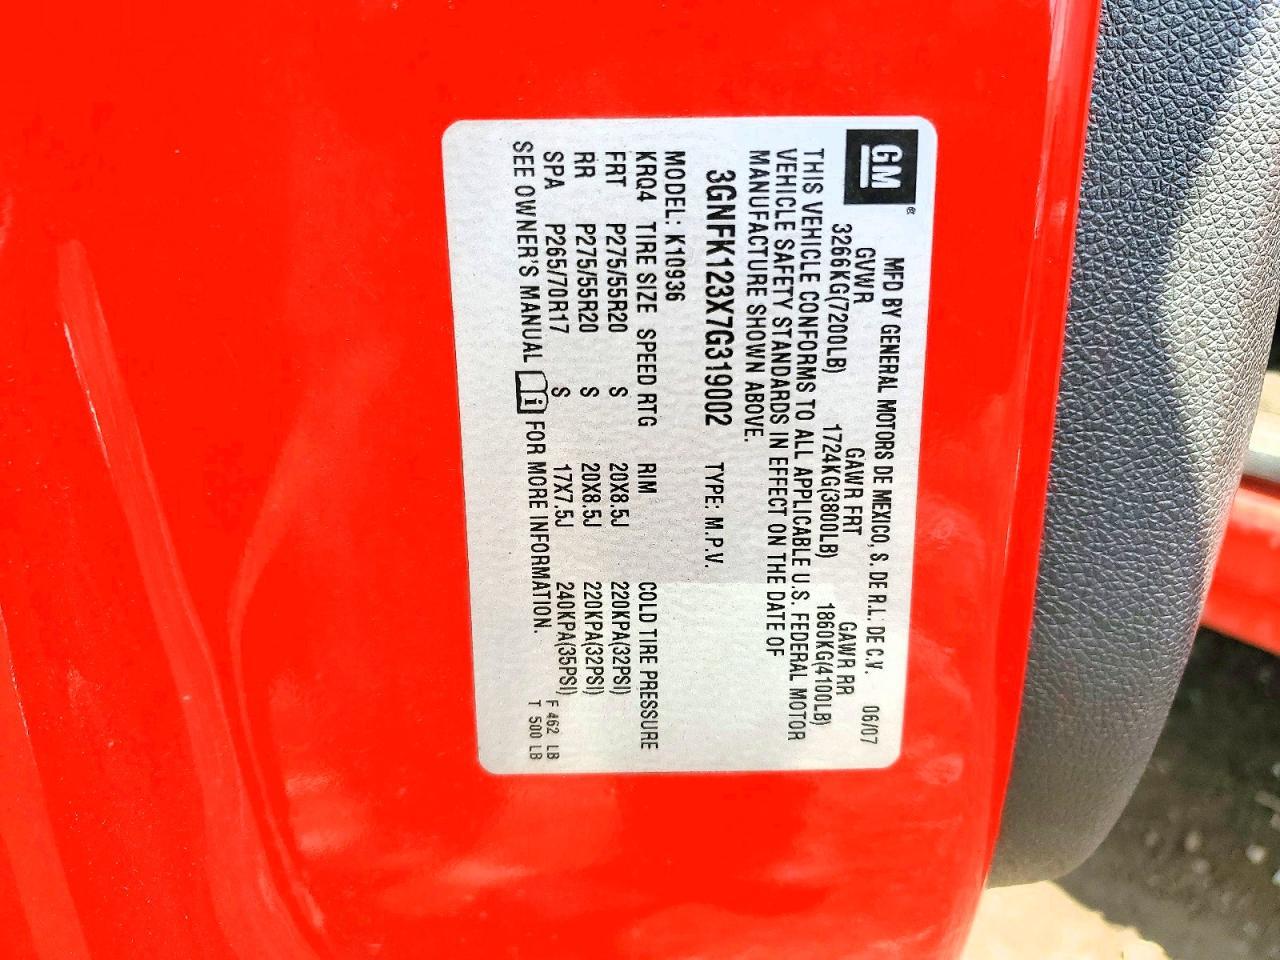 GM®
MFD BY GENERAL MOTORS DE MEXICO, S. DE R.L. DE C.V. 06/07
GVWR GAWR FRT GAWR RR
3266KG(7200LB) 1724KG(3800LB) 1860KG(4100LB)
THIS VEHICLE CONFORMS TO ALL APPLICABLE U.S. FEDERAL MOTOR
VEHICLE SAFETY STANDARDS IN EFFECT ON THE DATE OF
MANUFACTURE SHOWN ABOVE.
3GNFK123X7G319002 TYPE: M.P.V.
MODEL: K10936
KRQ4 TIRE SIZE SPEED RTG RIM COLD TIRE PRESSURE
FRT P275/55R20 S 20X8.5J 220KPA(32PSI)
RR P275/55R20 S 20X8.5J 220KPA(32PSI)
SPA P265/70R17 S 17X7.5J 240KPA(35PSI) F 462 LB
SEE OWNER'S MANUAL i FOR MORE INFORMATION. T 500 LB